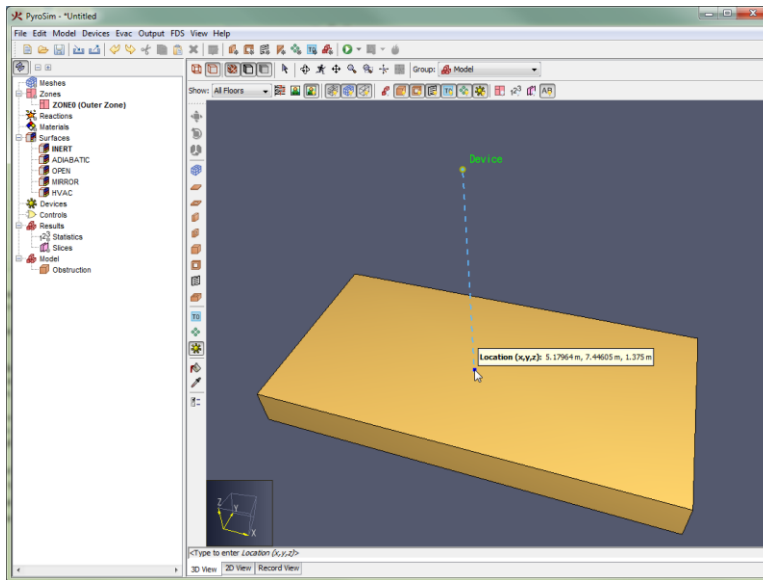 PyroSim - *Untitled
File Edit Model Devices Evac Output FDS View Help
Group: Model
Show: All Floors
Meshes
Zones
ZONE0 (Outer Zone)
Reactions
Materials
Surfaces
INERT
ADIABATIC
OPEN
MIRROR
HVAC
Devices
Controls
Results
Statistics
Slices
Model
Obstruction
Device
Location (x,y,z): 5.17964 m, 7.44605 m, 1.375 m
Z
Y
X
<Type to enter Location (x,y,z)>
3D View 2D View Record View